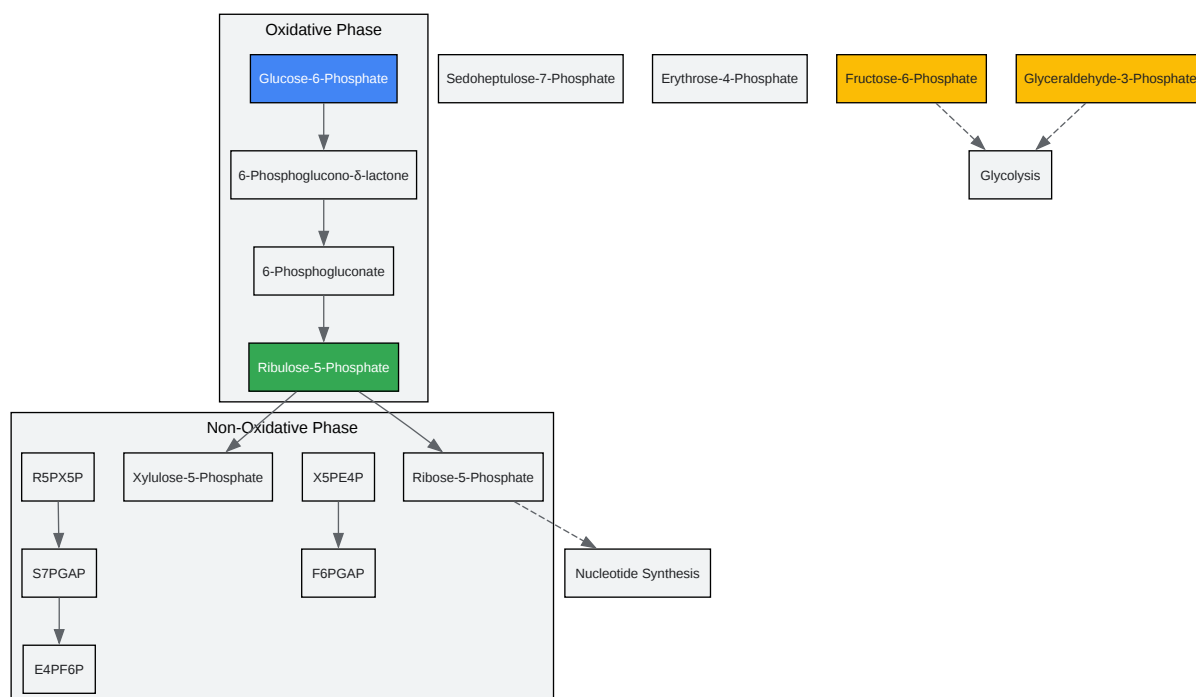 Oxidative Phase
Glucose-6-Phosphate
Sedoheptulose-7-Phosphate
Erythrose-4-Phosphate
Fructose-6-Phosphate
Glyceraldehyde-3-Phosphate
6-Phosphoglucono-δ-lactone
Glycolysis
6-Phosphogluconate
Ribulose-5-Phosphate
Non-Oxidative Phase
R5PX5P
Xylulose-5-Phosphate
X5PE4P
Ribose-5-Phosphate
S7PGAP
F6PGAP
Nucleotide Synthesis
E4PF6P